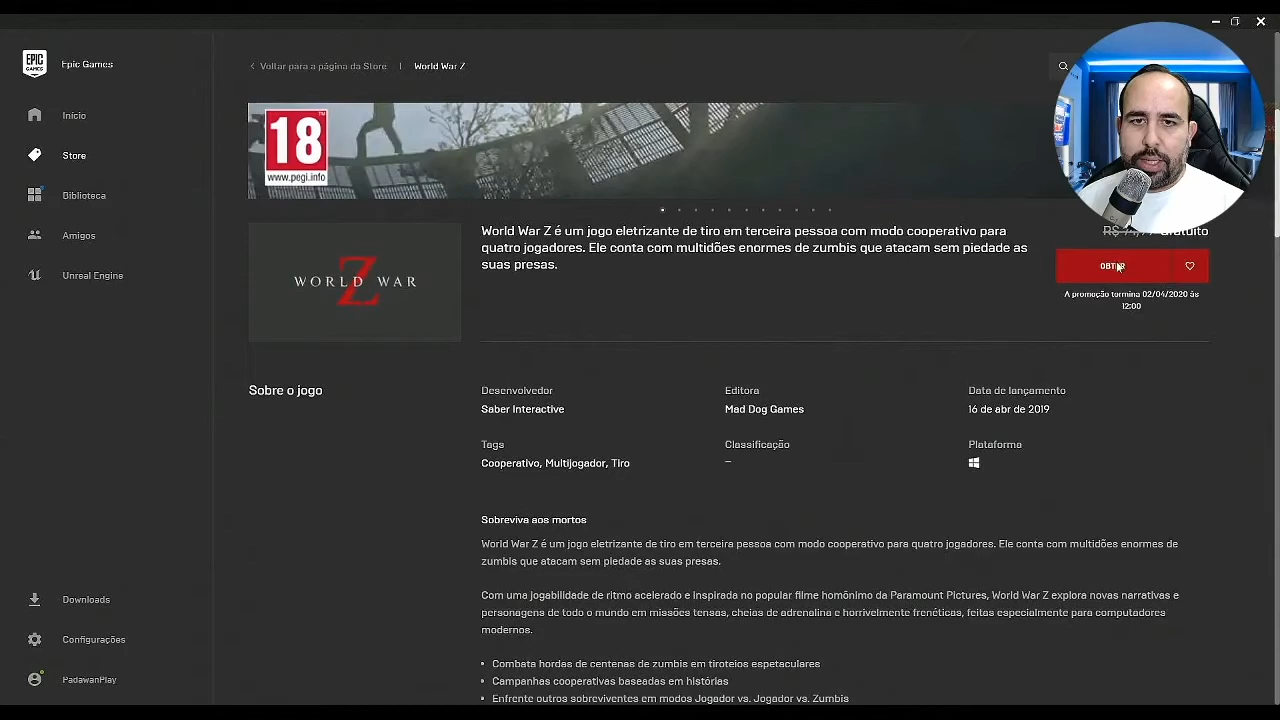 EPIC
GAMES
Epic Games
Início
Store
Biblioteca
Amigos
Unreal Engine
Downloads
Configurações
PadawanPlay
Voltar para a página da Store | World War Z
18
www.pegi.info
WORLD WAR Z
World War Z é um jogo eletrizante de tiro em terceira pessoa com modo cooperativo para
quatro jogadores. Ele conta com multidões enormes de zumbis que atacam sem piedade as
suas presas.
Gratuito
OBTER
A promoção termina 02/04/2020 às
12:00
Sobre o jogo
Desenvolvedor
Saber Interactive
Editora
Mad Dog Games
Data de lançamento
16 de abr de 2019
Tags
Cooperativo, Multijogador, Tiro
Classificação
–
Plataforma
Sobreviva aos mortos
World War Z é um jogo eletrizante de tiro em terceira pessoa com modo cooperativo para quatro jogadores. Ele conta com multidões enormes de
zumbis que atacam sem piedade as suas presas.
Com uma jogabilidade de ritmo acelerado e inspirada no popular filme homônimo da Paramount Pictures, World War Z explora novas narrativas e
personagens de todo o mundo em missões tensas, cheias de adrenalina e horrivelmente frenéticas, feitas especialmente para computadores
modernos.
• Combata hordas de centenas de zumbis em tiroteios espetaculares
• Campanhas cooperativas baseadas em histórias
• Enfrente outros sobreviventes em modos Jogador vs. Jogador vs. Zumbis